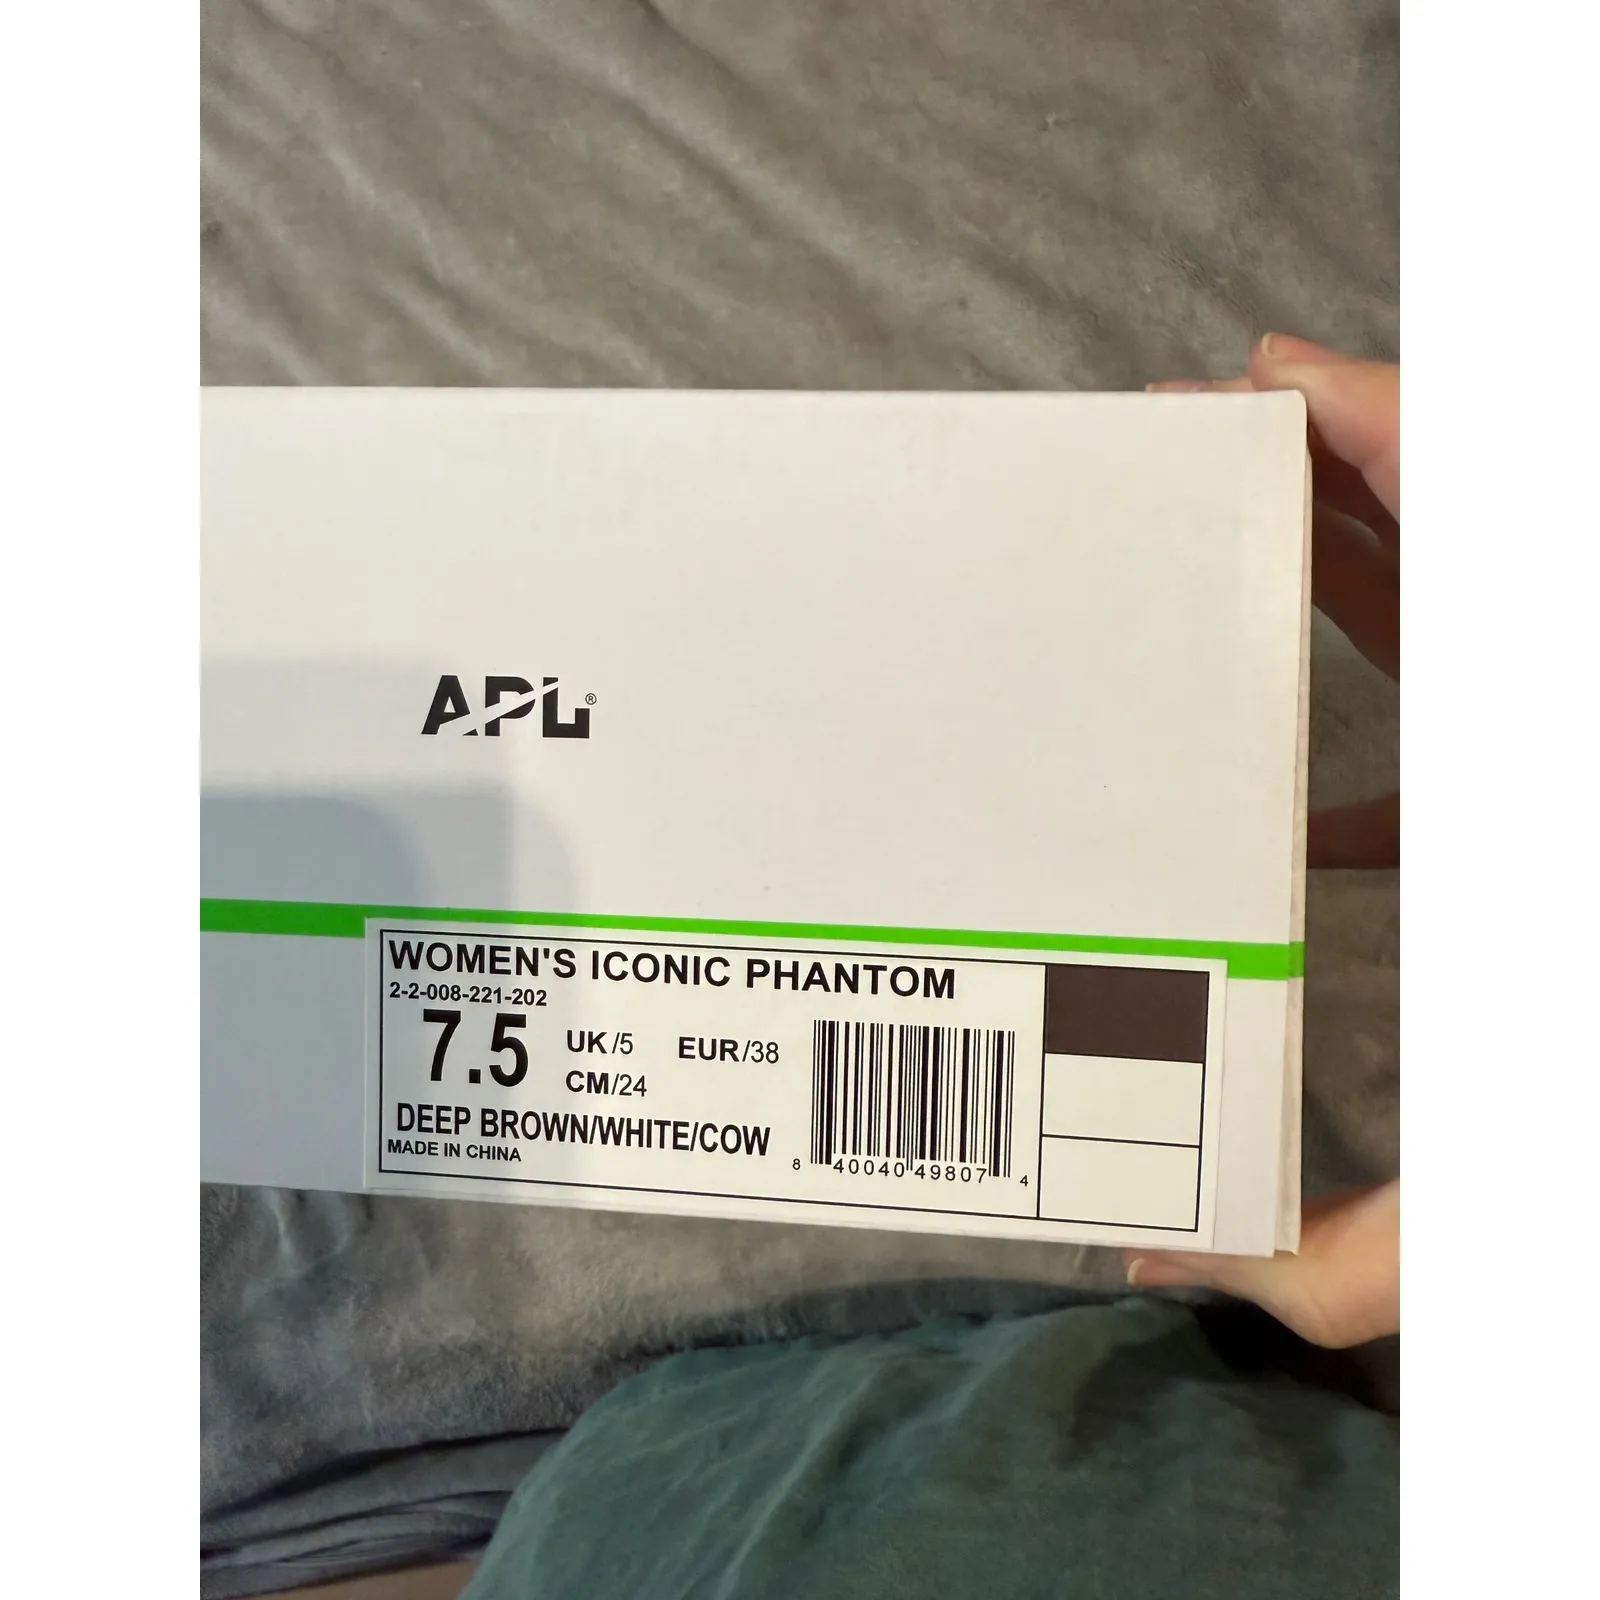 APL®
WOMEN'S ICONIC PHANTOM
2-2-008-221-202
7.5 UK/5 EUR/38
CM/24
DEEP BROWN/WHITE/COW
MADE IN CHINA
8 40040 49807 4